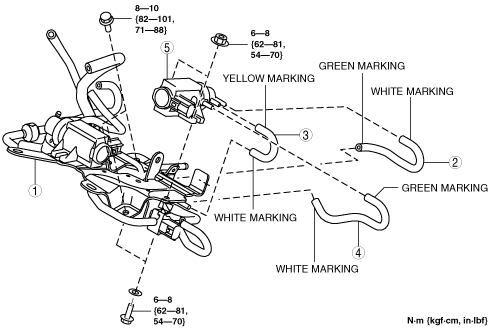 8—10
{82—101,
71—88}
6—8
{62—81,
54—70}
5
YELLOW MARKING
GREEN MARKING
WHITE MARKING
3
2
1
WHITE MARKING
GREEN MARKING
4
WHITE MARKING
6—8
{62—81,
54—70}
N·m {kgf·cm, in·lbf}